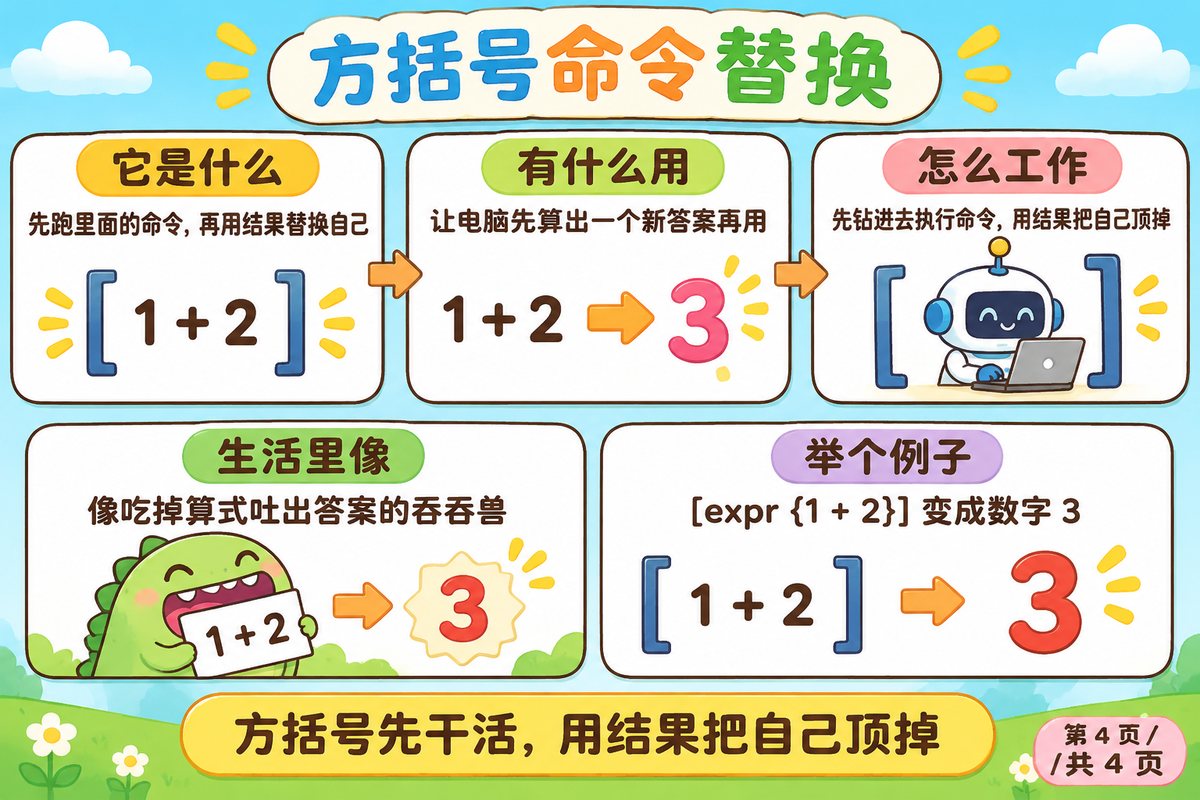 方括号命令替换
它是什么
先跑里面的命令，再用结果替换自己
[1+2]
有什么用
让电脑先算出一个新答案再用
1+2
3
怎么工作
先钻进去执行命令，用结果把自己顶掉
[ ]
生活里像
像吃掉算式吐出答案的吞吞兽
1+2
3
举个例子
[expr {1 + 2}] 变成数字 3
[1+2]
3
方括号先干活，用结果把自己顶掉
第 4 页/
/共 4 页